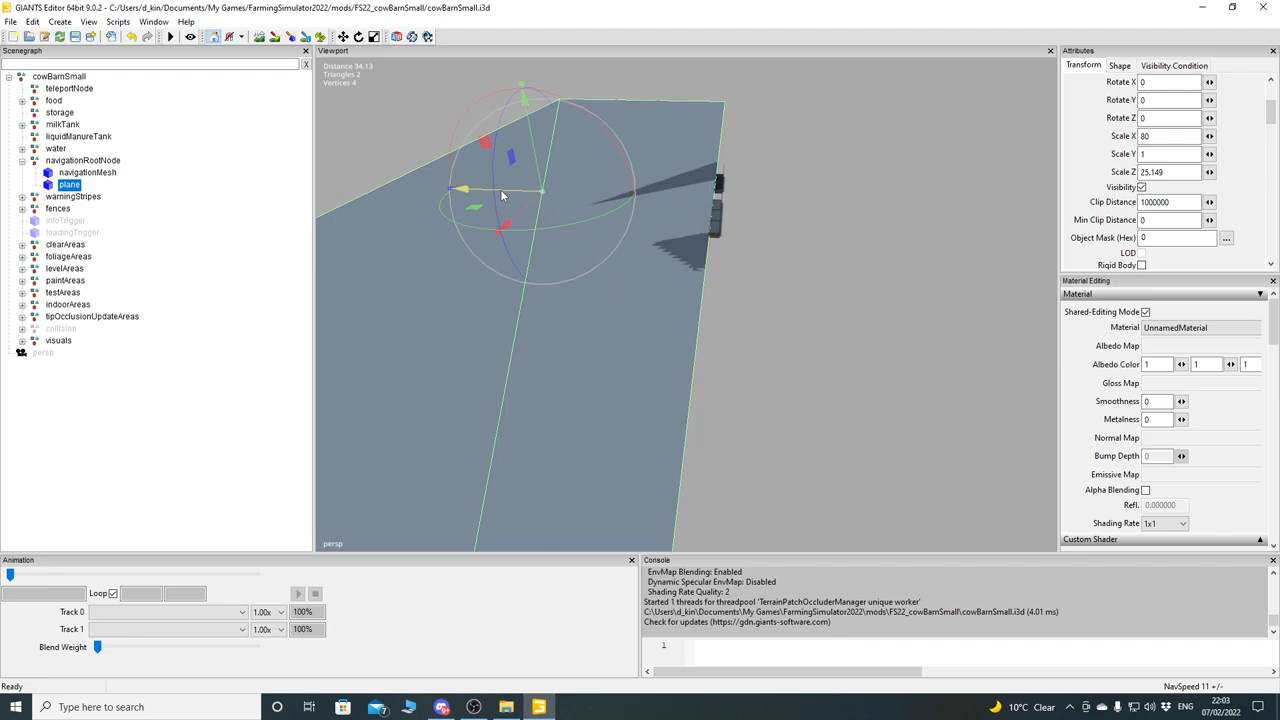 GIANTS Editor 64bit 9.0.2 - C:/Users/d_kin/Documents/My Games/FarmingSimulator2022/mods/FS22_cowBarnSmall/cowBarnSmall.i3d
File Edit Create View Scripts Window Help
Scenegraph
X
cowBarnSmall
teleportNode
food
storage
milkTank
liquidManureTank
water
navigationRootNode
navigationMesh
plane
warningStripes
fences
infoTrigger
loadingTrigger
clearAreas
foliageAreas
levelAreas
paintAreas
testAreas
indoorAreas
tipOcclusionUpdateAreas
collision
visuals
persp
Viewport
Distance 34.13
Triangles 2
Vertices 4
persp
Attributes
Transform Shape Visibility Condition
Rotate X 0
Rotate Y 0
Rotate Z 0
Scale X 80
Scale Y 1
Scale Z 25.149
Visibility
Clip Distance 1000000
Min Clip Distance 0
Object Mask (Hex) 0 ...
LOD
Rigid Body
Material Editing
Material
Shared-Editing Mode
Material UnnamedMaterial
Albedo Map
Albedo Color 1 1 1
Gloss Map
Smoothness 0
Metalness 0
Normal Map
Bump Depth 0
Emissive Map
Alpha Blending
Refl. 0.000000
Shading Rate 1x1
Custom Shader
Animation
Loop
Track 0 1.00x 100%
Track 1 1.00x 100%
Blend Weight
Console
EnvMap Blending: Enabled
Dynamic Specular EnvMap: Disabled
Shading Rate Quality: 2
Started 1 threads for threadpool 'TerrainPatchOccluderManager unique worker'
C:\Users\d_kin\Documents\My Games\FarmingSimulator2022\mods\FS22_cowBarnSmall\cowBarnSmall.i3d (4.01 ms)
Check for updates (https://gdn.giants-software.com)
1
Ready
NavSpeed 11 +/-
Type here to search
10°C Clear
ENG
22:03
07/02/2022